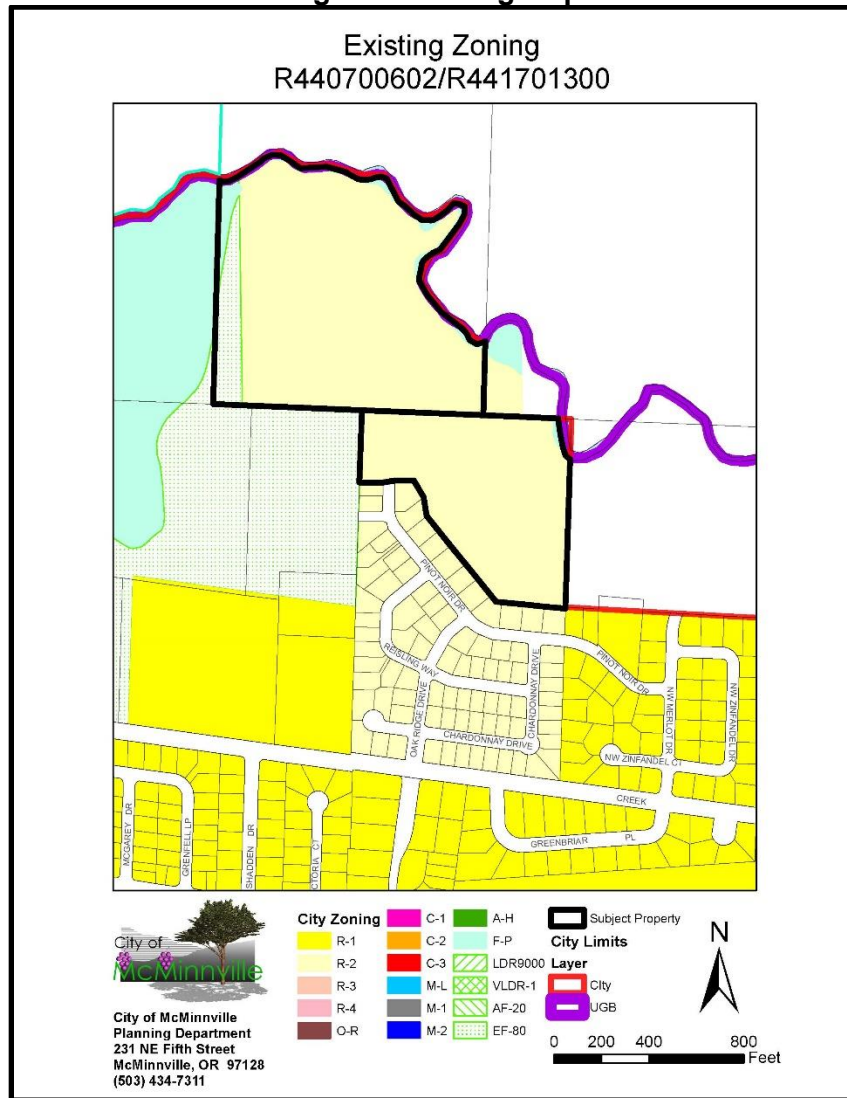 Existing Zoning
R440700602/R441701300
PINOT NOIR DR
REISLING WAY
OAK RIDGE DRIVE
CHARDONNAY DRIVE
CHARDONNAY DRIVE
PINOT NOIR DR
NW MERLOT DR
NW ZINFANDEL DR
NW ZINFANDEL CT
CREEK
GREENBRIAR PL
MCGAREY DR
GRENFELL LP
SHADDEN DR
CTORIA CT
City of
McMinnville
City of McMinnville
Planning Department
231 NE Fifth Street
McMinnville, OR 97128
(503) 434-7311
City Zoning
R-1
R-2
R-3
R-4
O-R
C-1
C-2
C-3
M-L
M-1
M-2
A-H
F-P
LDR9000
VLDR-1
AF-20
EF-80
Subject Property
City Limits
Layer
CIty
UGB
N
0 200 400 800
Feet